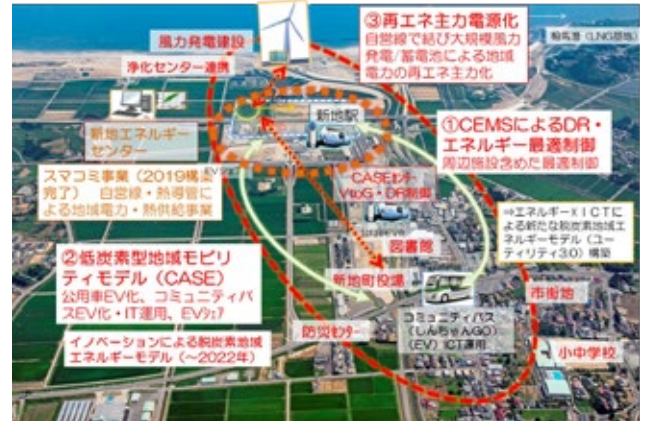 風力発電建設
浄化センター連携
③再エネ主力電源化
自営線で結び大規模風力
発電/蓄電池による地域
電力の再エネ主力化
相馬港（LNG基地）
新地駅
新地エネルギー
センター
①CEMSによるDR・
エネルギー最適制御
周辺施設含めた最適制御
スマコミ事業（2019構築
完了） 自営線・熱導管に
よる地域電力・熱供給事業
EVシェア
CASEセンター
VtoG・DR制御
⇒エネルギー×ICTに
よる新たな脱炭素地域エ
ネルギーモデル（ユー
ティリティ3.0）構築
図書館
②低炭素型地域モビリ
ティモデル（CASE）
公用車EV化、コミュニティバ
スEV化・IT運用、EVシェア
新地町役場
市街地
コミュニティバス
（しんちゃんGO）
（EV）ICT運用
防災センター
イノベーションによる脱炭素地域
エネルギーモデル（～2022年）
小中学校